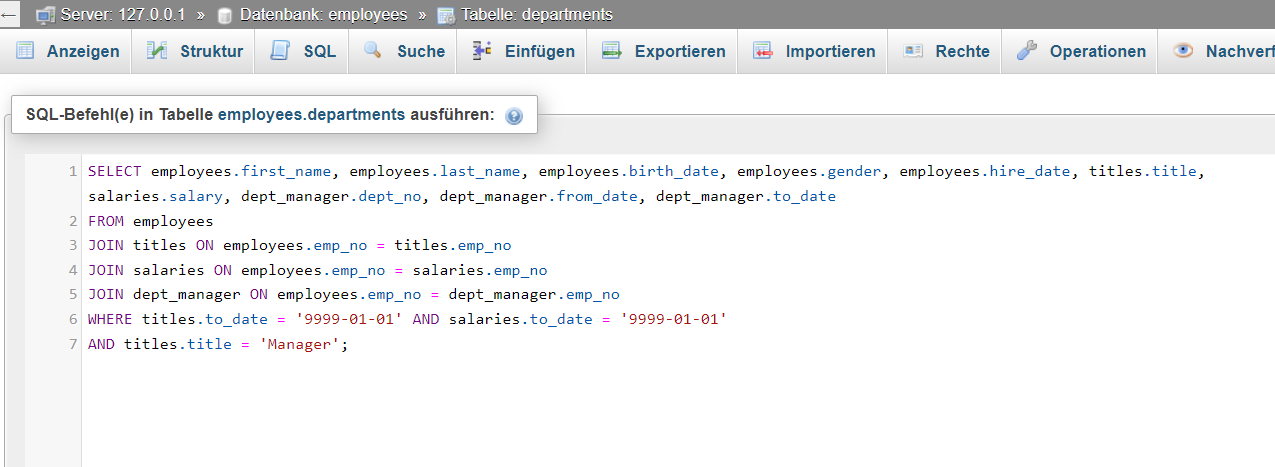 ← Server: 127.0.0.1 » Datenbank: employees » Tabelle: departments
Anzeigen Struktur SQL Suche Einfügen Exportieren Importieren Rechte Operationen Nachverf
SQL-Befehl(e) in Tabelle employees.departments ausführen:
1 SELECT employees.first_name, employees.last_name, employees.birth_date, employees.gender, employees.hire_date, titles.title,
salaries.salary, dept_manager.dept_no, dept_manager.from_date, dept_manager.to_date
2 FROM employees
3 JOIN titles ON employees.emp_no = titles.emp_no
4 JOIN salaries ON employees.emp_no = salaries.emp_no
5 JOIN dept_manager ON employees.emp_no = dept_manager.emp_no
6 WHERE titles.to_date = '9999-01-01' AND salaries.to_date = '9999-01-01'
7 AND titles.title = 'Manager';